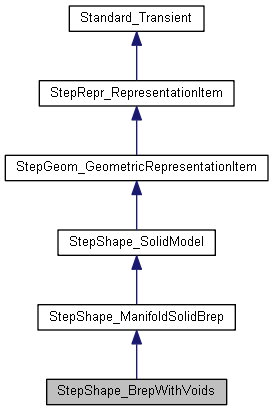 Standard_Transient
StepRepr_RepresentationItem
StepGeom_GeometricRepresentationItem
StepShape_SolidModel
StepShape_ManifoldSolidBrep
StepShape_BrepWithVoids